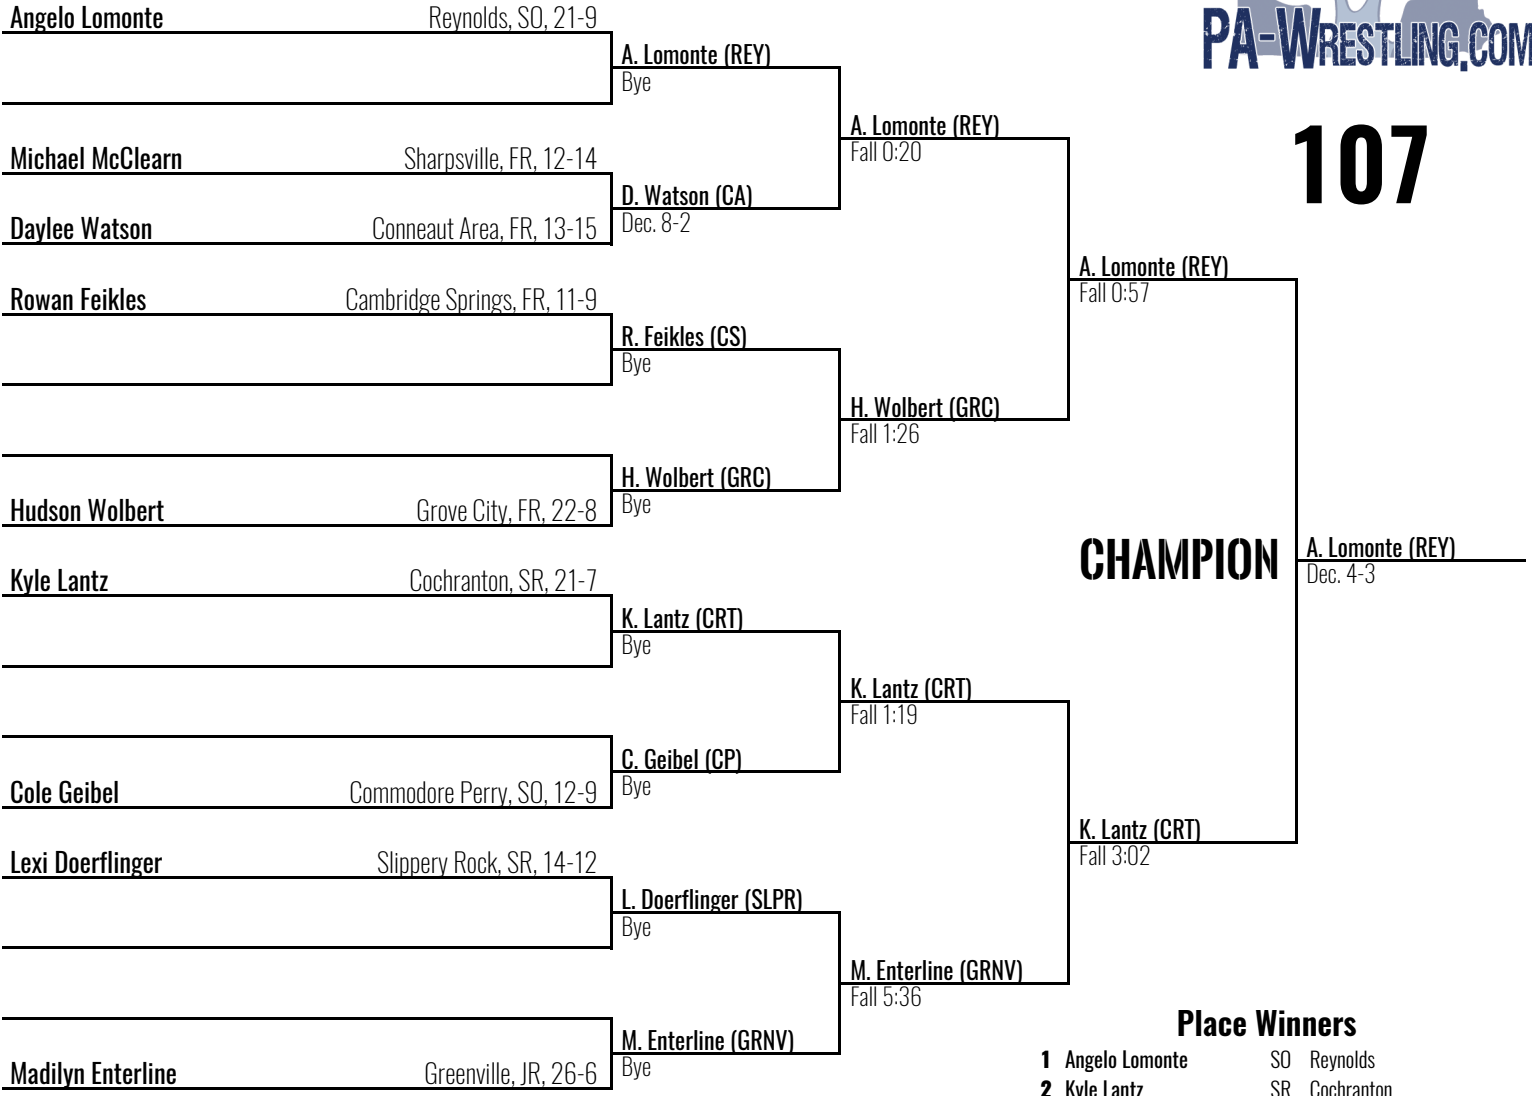 PA-WRESTLING.COM
107
Angelo Lomonte Reynolds, SO, 21-9
A. Lomonte (REY)
Bye
A. Lomonte (REY)
Fall 0:20
Michael McClearn Sharpsville, FR, 12-14
D. Watson (CA)
Dec. 8-2
Daylee Watson Conneaut Area, FR, 13-15
A. Lomonte (REY)
Fall 0:57
Rowan Feikles Cambridge Springs, FR, 11-9
R. Feikles (CS)
Bye
H. Wolbert (GRC)
Fall 1:26
H. Wolbert (GRC)
Bye
Hudson Wolbert Grove City, FR, 22-8
CHAMPION
A. Lomonte (REY)
Dec. 4-3
Kyle Lantz Cochranton, SR, 21-7
K. Lantz (CRT)
Bye
K. Lantz (CRT)
Fall 1:19
C. Geibel (CP)
Bye
Cole Geibel Commodore Perry, SO, 12-9
K. Lantz (CRT)
Fall 3:02
Lexi Doerflinger Slippery Rock, SR, 14-12
L. Doerflinger (SLPR)
Bye
M. Enterline (GRNV)
Fall 5:36
M. Enterline (GRNV)
Bye
Madilyn Enterline Greenville, JR, 26-6
Place Winners
1 Angelo Lomonte SO Reynolds
2 Kyle Lantz SR Cochranton